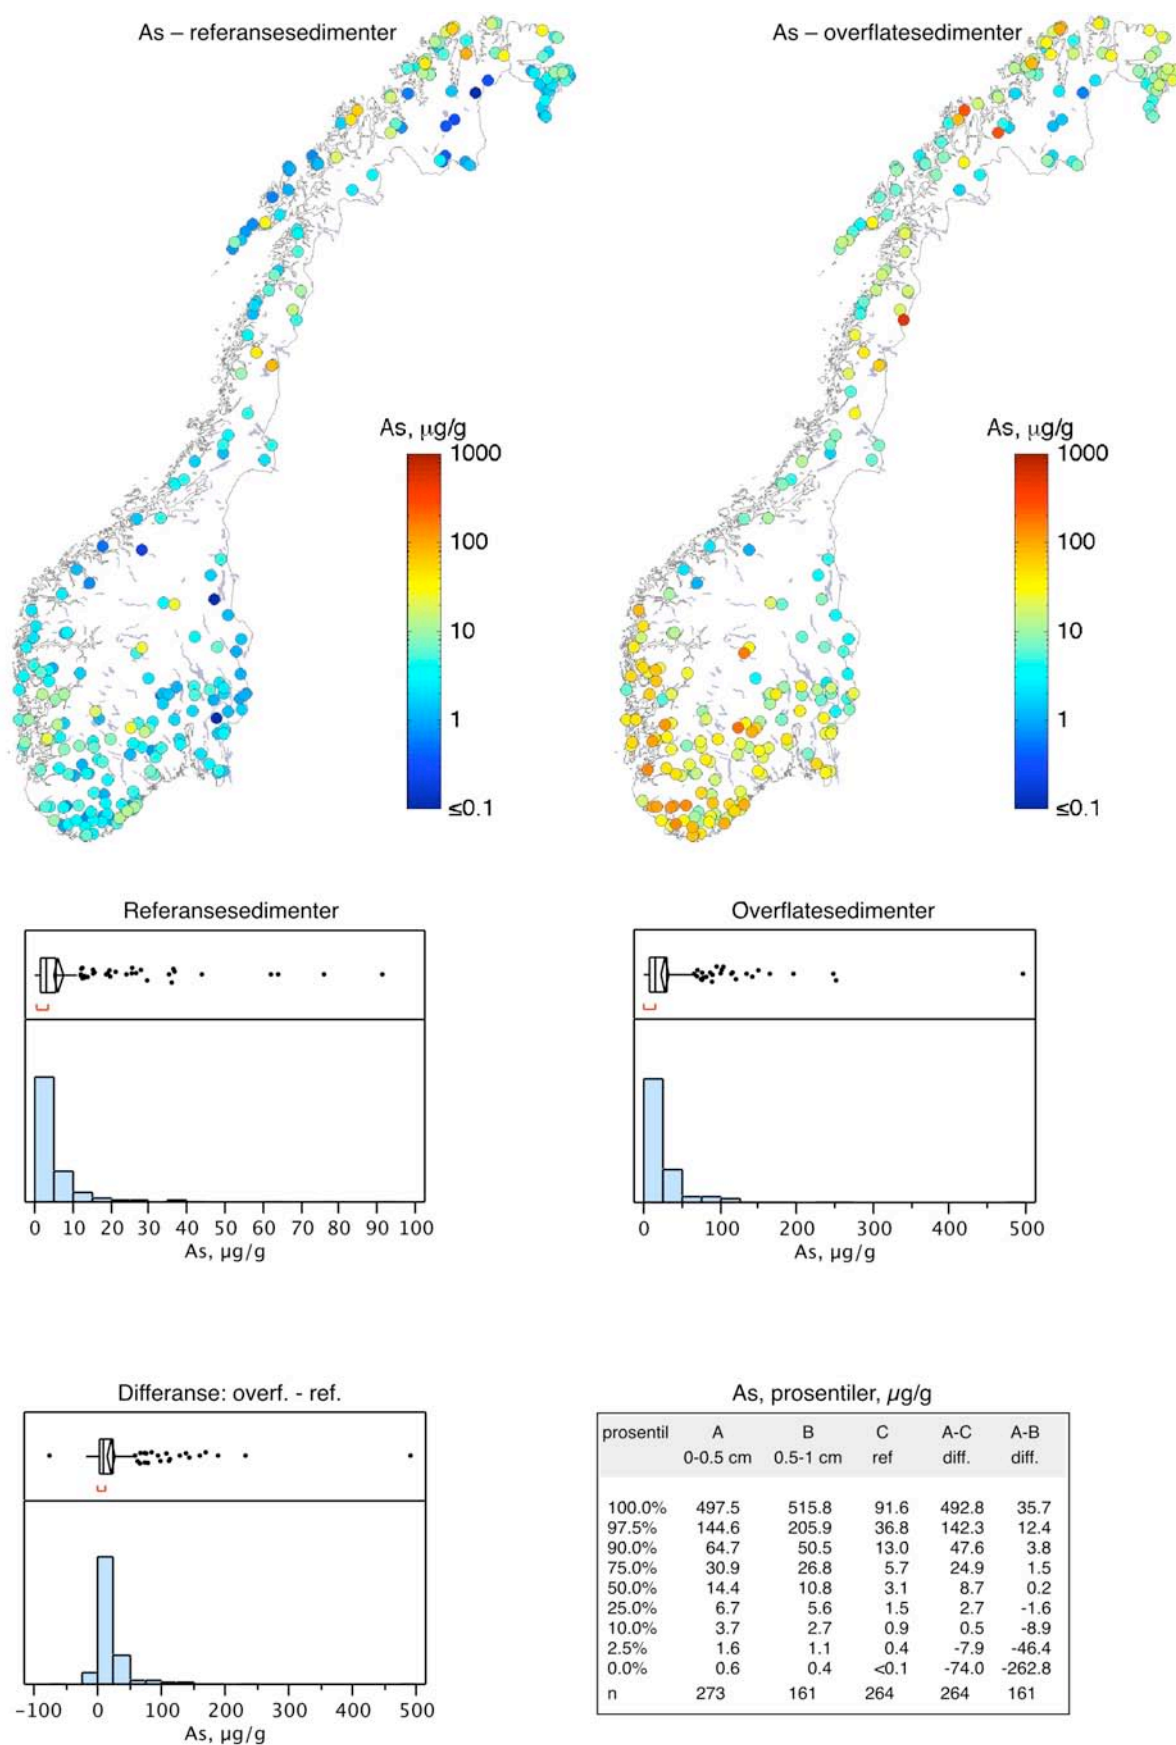 As – referansesedimenter
As – overflatesedimenter
As, µg/g
1000
100
10
1
≤0.1
As, µg/g
1000
100
10
1
≤0.1
Referansesedimenter
0 10 20 30 40 50 60 70 80 90 100
As, µg/g
Overflatesedimenter
0 100 200 300 400 500
As, µg/g
Differanse: overf. - ref.
-100 0 100 200 300 400 500
As, µg/g
As, prosentiler, µg/g
prosentil A B C A-C A-B
0-0.5 cm 0.5-1 cm ref diff. diff.
100.0% 497.5 515.8 91.6 492.8 35.7
97.5% 144.6 205.9 36.8 142.3 12.4
90.0% 64.7 50.5 13.0 47.6 3.8
75.0% 30.9 26.8 5.7 24.9 1.5
50.0% 14.4 10.8 3.1 8.7 0.2
25.0% 6.7 5.6 1.5 2.7 -1.6
10.0% 3.7 2.7 0.9 0.5 -8.9
2.5% 1.6 1.1 0.4 -7.9 -46.4
0.0% 0.6 0.4 <0.1 -74.0 -262.8
n 273 161 264 264 161